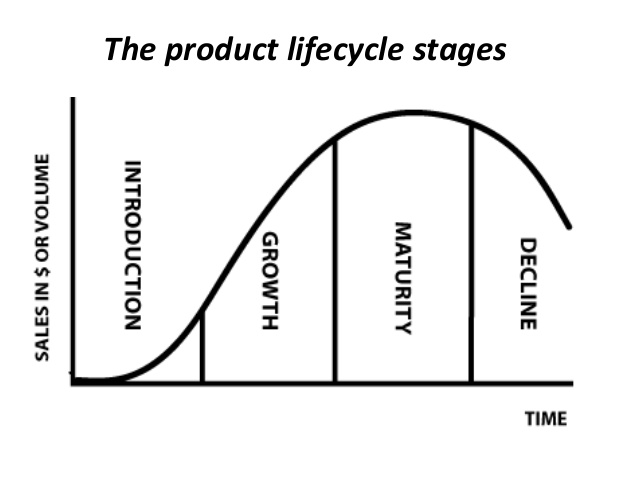 The product lifecycle stages
SALES IN $ OR VOLUME
INTRODUCTION
GROWTH
MATURITY
DECLINE
TIME